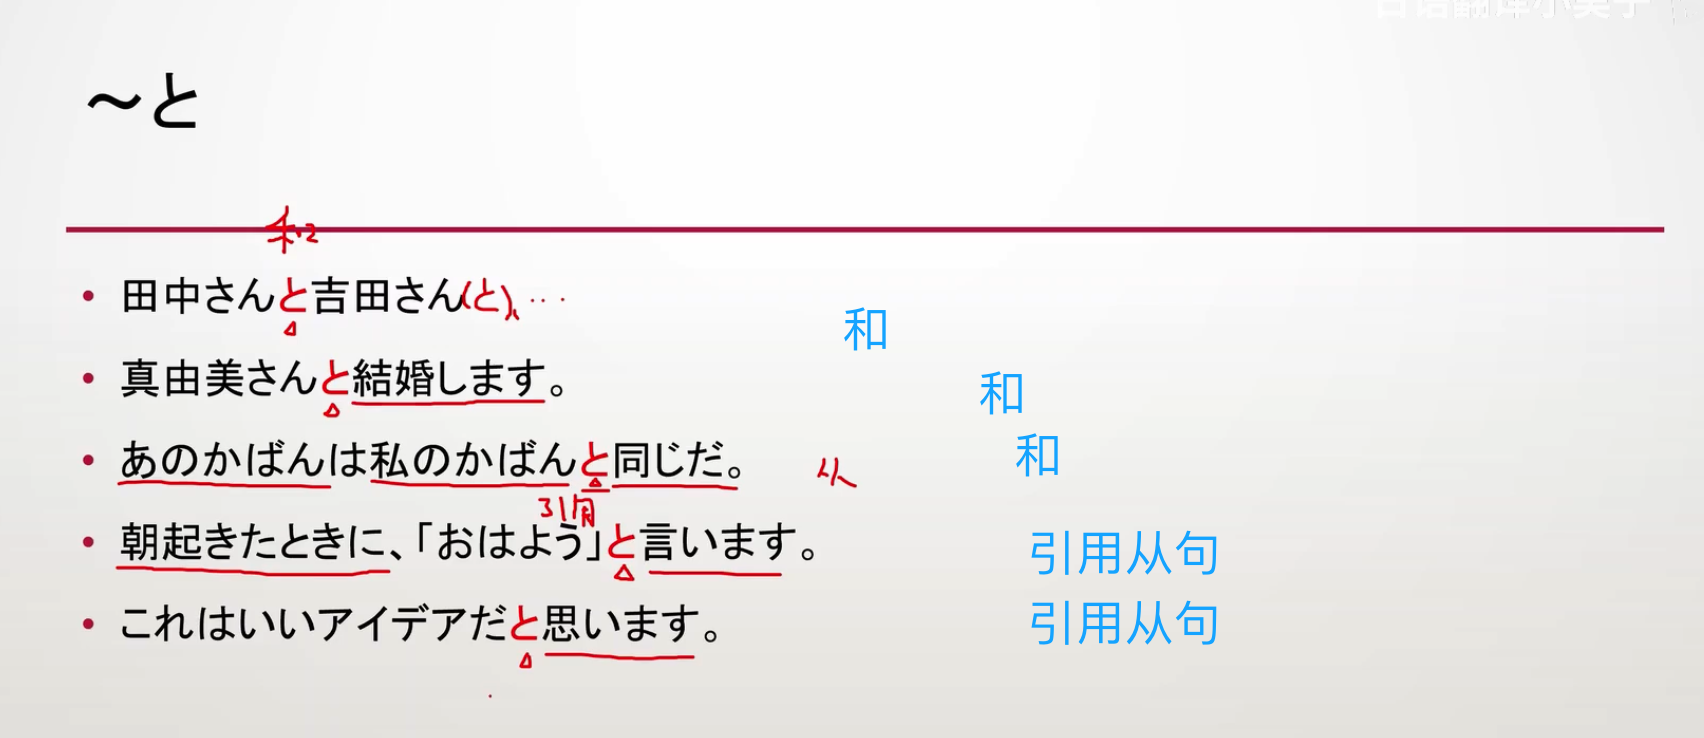 ～と
和
田中さんと吉田さん(と)、…
和
真由美さんと結婚します。
和
あのかばんは私のかばんと同じだ。
和
引用
朝起きたときに、「おはよう」と言います。
引用从句
これはいいアイデアだと思います。
引用从句